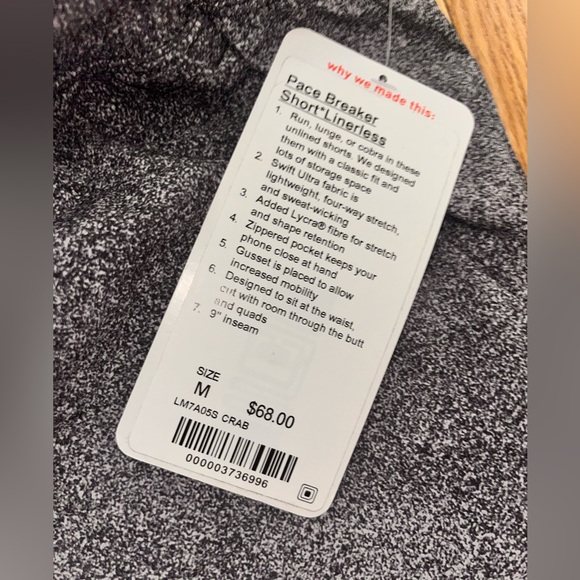 why we made this:
Pace Breaker
Short*Linerless
1. Run, lunge, or cobra in these
unlined shorts. We designed
them with a classic fit and
lots of storage space
2. Swift Ultra fabric is
lightweight, four-way stretch,
and sweat-wicking
3. Added Lycra® fibre for stretch
and shape retention
4. Zippered pocket keeps your
phone close at hand
5. Gusset is placed to allow
increased mobility
6. Designed to sit at the waist,
cut with room through the butt
and quads
7. 9" Inseam
SIZE
M
$68.00
LM7A05S CRAB
000003736996